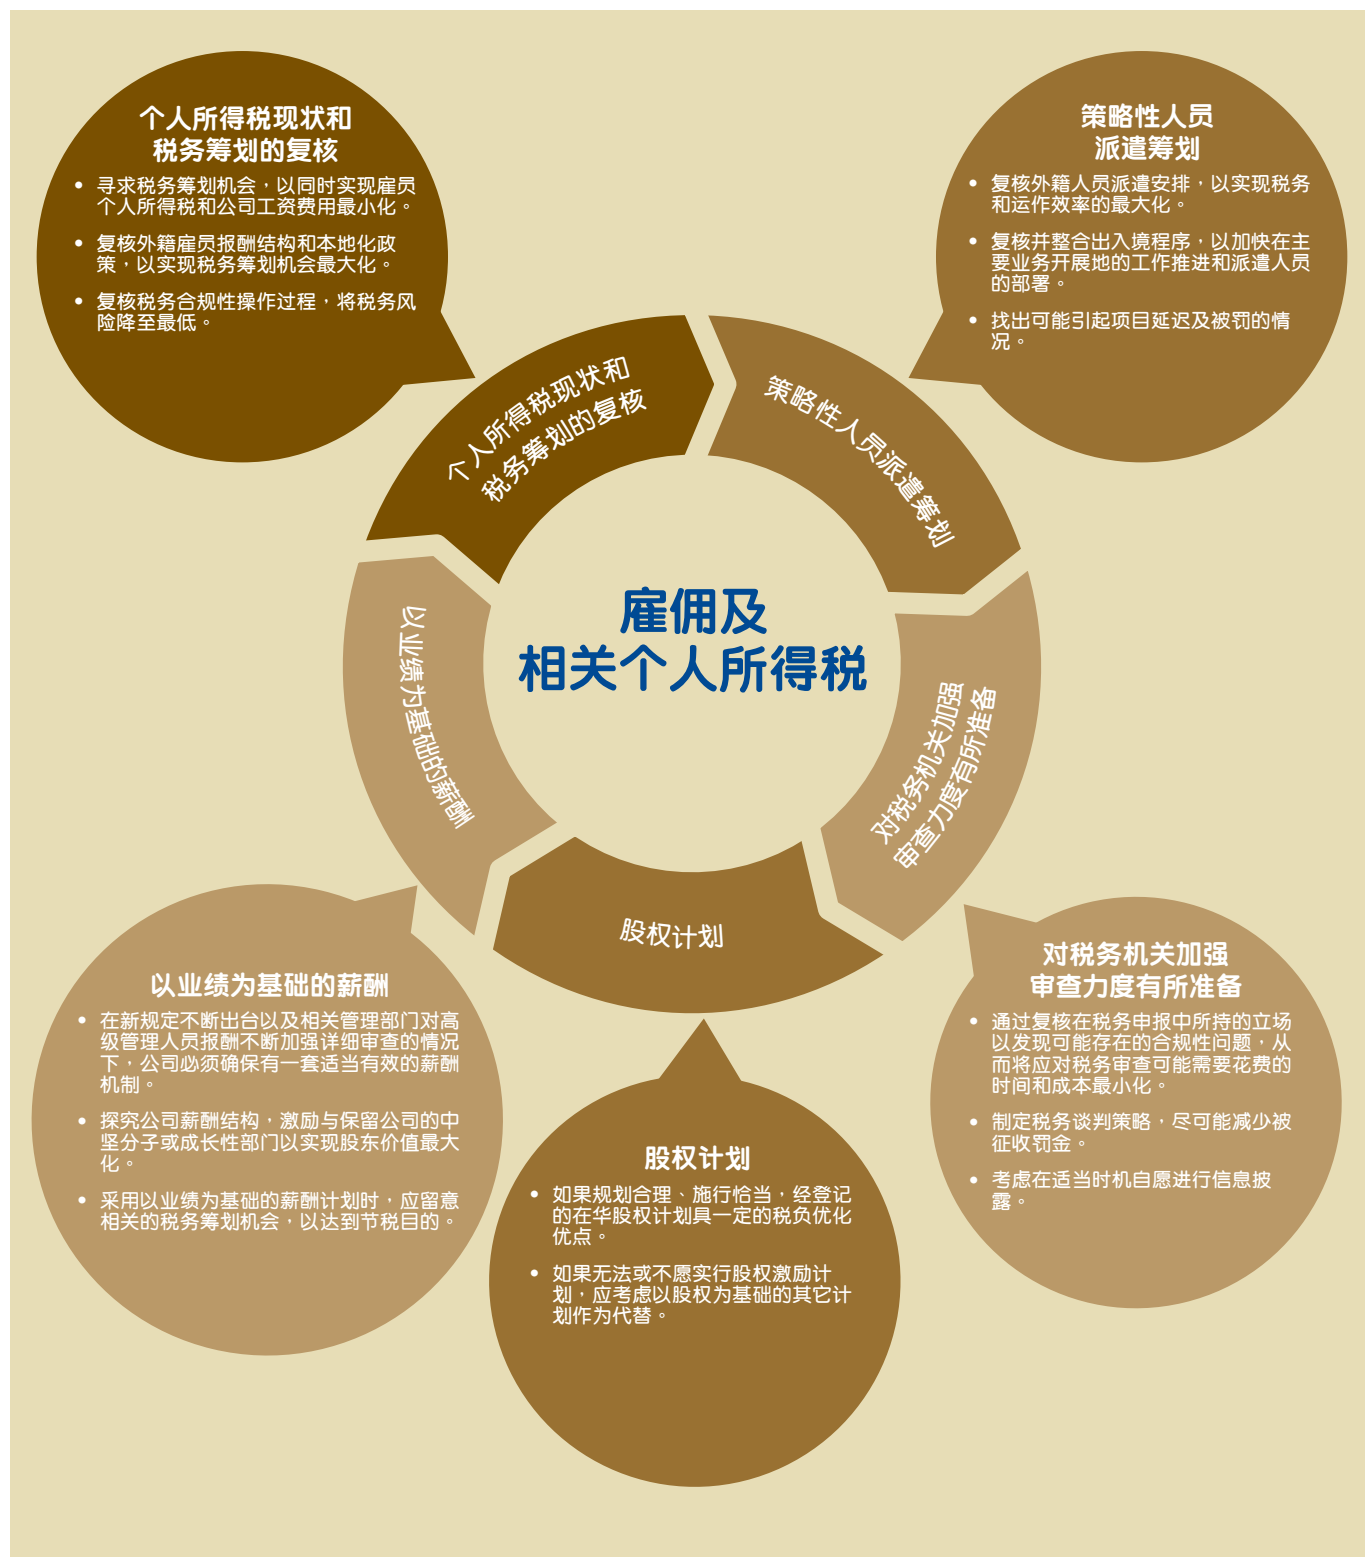 个人所得税现状和
税务筹划的复核
• 寻求税务筹划机会，以同时实现雇员
个人所得税和公司工资费用最小化。
• 复核外籍雇员报酬结构和本地化政
策，以实现税务筹划机会最大化。
• 复核税务合规性操作过程，将税务风
险降至最低。
策略性人员
派遣筹划
• 复核外籍人员派遣安排，以实现税务
和运作效率的最大化。
• 复核并整合出入境程序，以加快在主
要业务开展地的工作推进和派遣人员
的部署。
• 找出可能引起项目延迟及被罚的情
况。
个人所得税现状和
税务筹划的复核
策略性人员派遣筹划
以业绩为基础的薪酬
雇佣及
相关个人所得税
对税务机关加强
审查力度有所准备
股权计划
以业绩为基础的薪酬
• 在新规定不断出台以及相关管理部门对高
级管理人员报酬不断加强详细审查的情况
下，公司必须确保有一套适当有效的薪酬
机制。
• 探究公司薪酬结构，激励与保留公司的中
坚分子或成长性部门以实现股东价值最大
化。
• 采用以业绩为基础的薪酬计划时，应留意
相关的税务筹划机会，以达到节税目的。
对税务机关加强
审查力度有所准备
• 通过复核在税务申报中所持的立场
以发现可能存在的合规性问题，从
而将应对税务审查可能需要花费的
时间和成本最小化。
• 制定税务谈判策略，尽可能减少被
征收罚金。
• 考虑在适当时机自愿进行信息披
露。
股权计划
• 如果规划合理、施行恰当，经登记
的在华股权计划具一定的税负优化
优点。
• 如果无法或不愿实行股权激励计
划，应考虑以股权为基础的其它计
划作为代替。